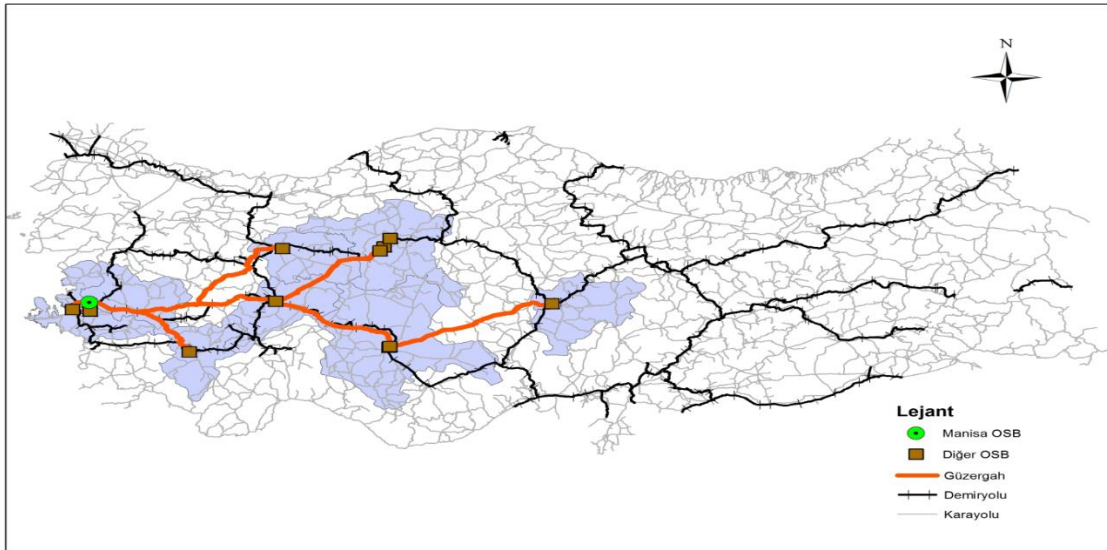 N
Lejant
Manisa OSB
Diğer OSB
Güzergah
Demiryolu
Karayolu